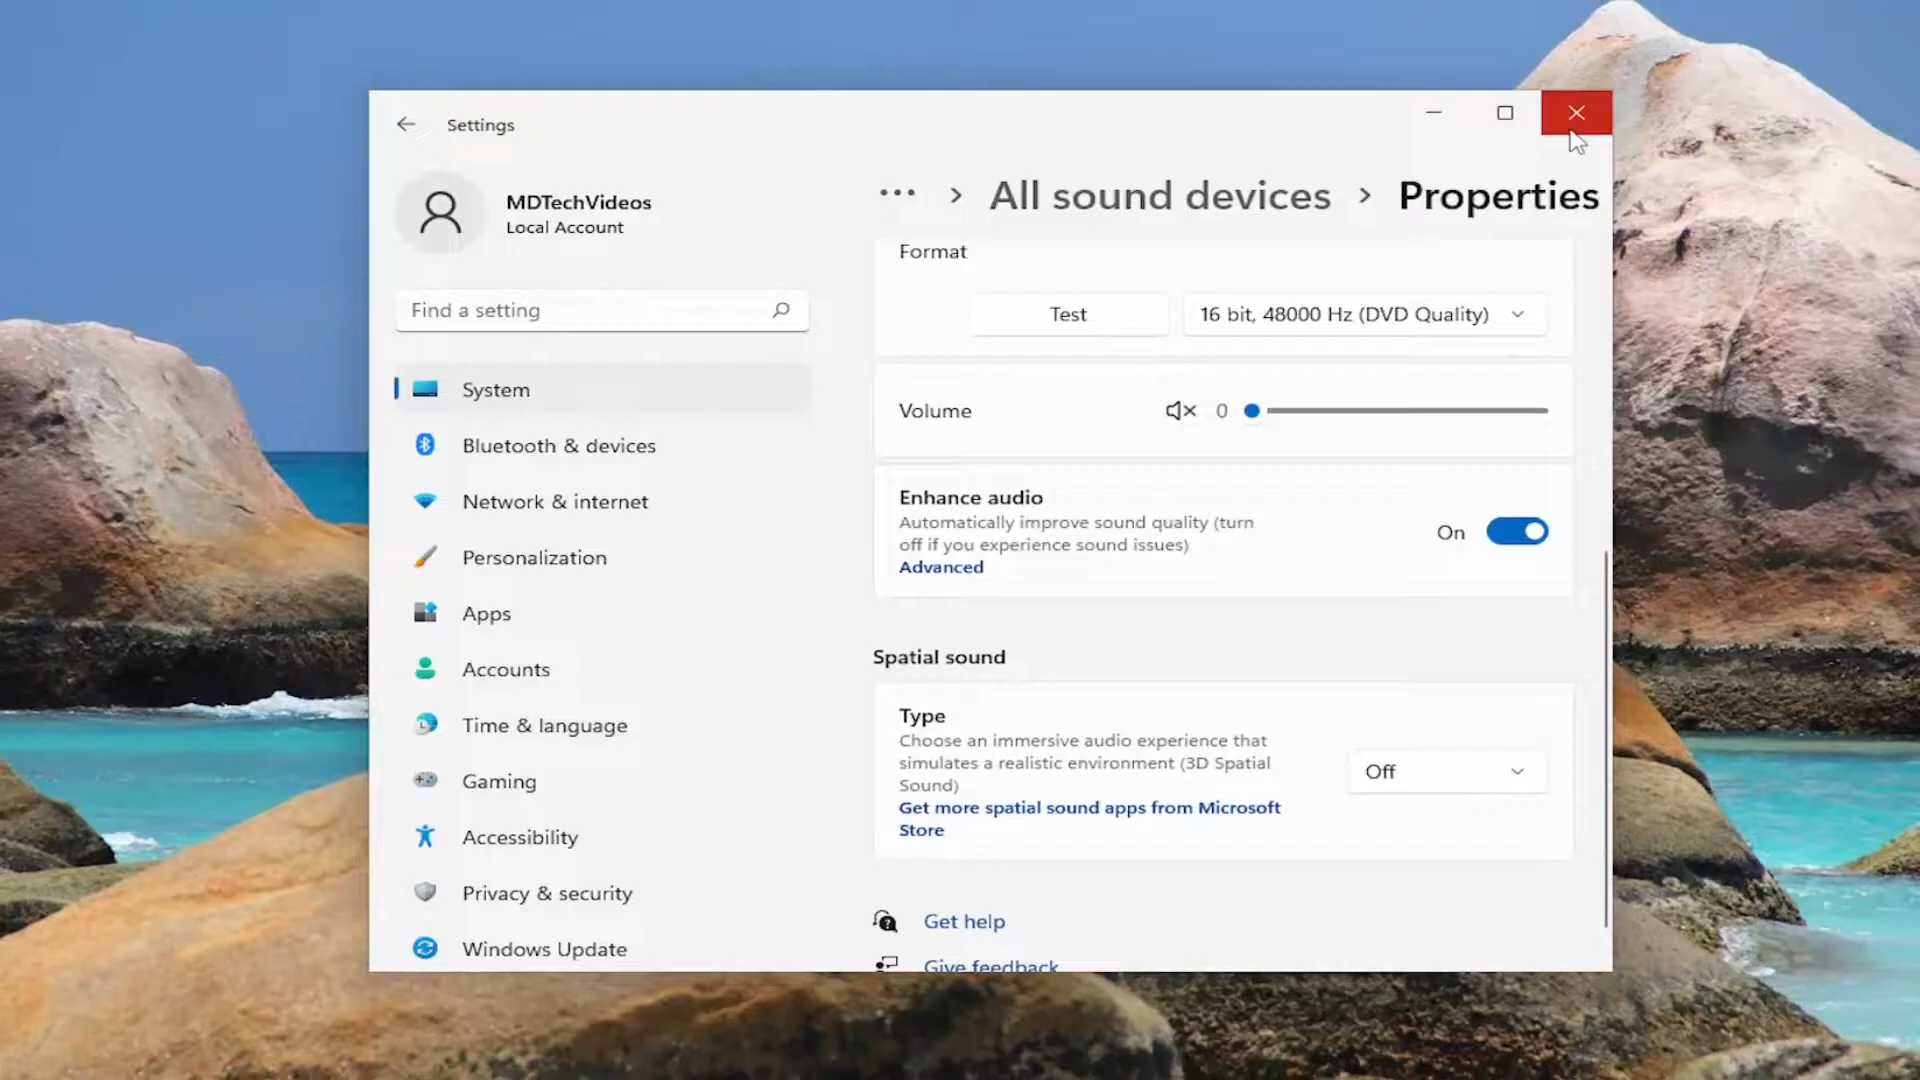 Settings
MDTechVideos
Local Account
Find a setting
System
Bluetooth & devices
Network & internet
Personalization
Apps
Accounts
Time & language
Gaming
Accessibility
Privacy & security
Windows Update
... > All sound devices > Properties
Format
Test
16 bit, 48000 Hz (DVD Quality)
Volume
0
Enhance audio
Automatically improve sound quality (turn
off if you experience sound issues)
Advanced
On
Spatial sound
Type
Choose an immersive audio experience that
simulates a realistic environment (3D Spatial
Sound)
Get more spatial sound apps from Microsoft
Store
Off
Get help
Give feedback